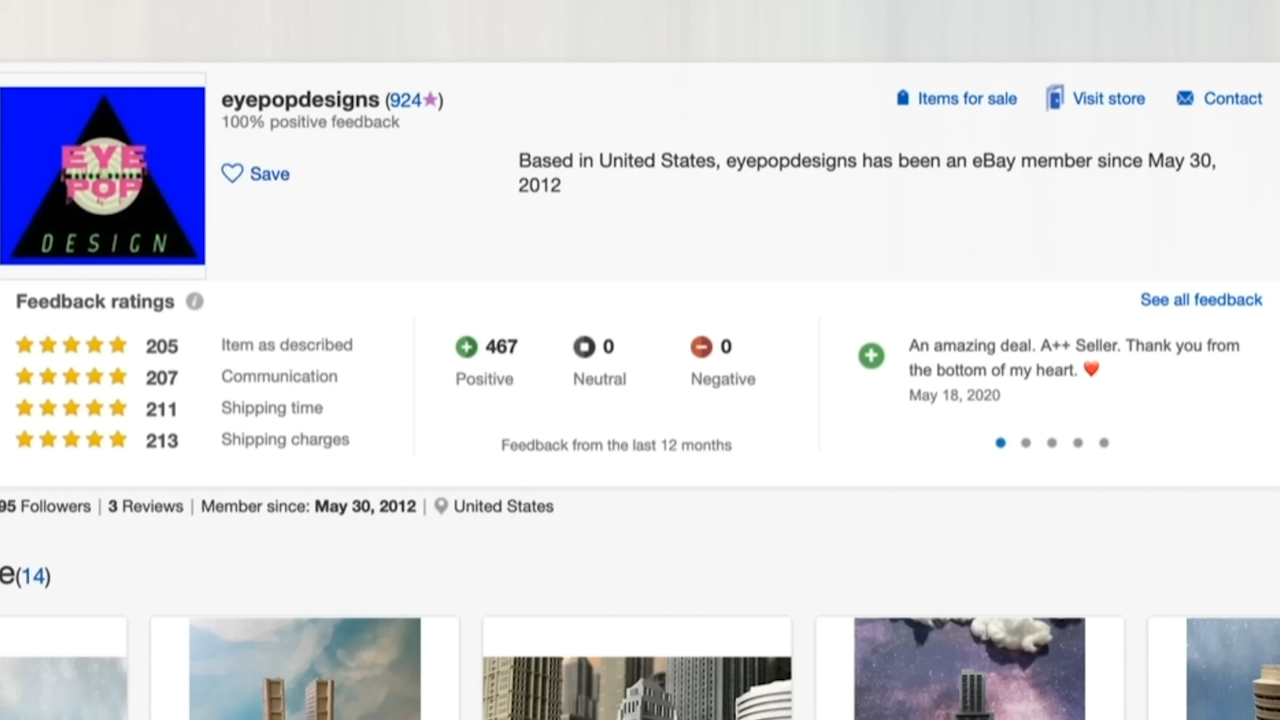 eyepopdesigns (924★)
100% positive feedback
Save
Items for sale
Visit store
Contact
Based in United States, eyepopdesigns has been an eBay member since May 30,
2012
EYE
POP
DESIGN
Feedback ratings
See all feedback
205 Item as described
207 Communication
211 Shipping time
213 Shipping charges
467 Positive
0 Neutral
0 Negative
Feedback from the last 12 months
An amazing deal. A++ Seller. Thank you from
the bottom of my heart. ❤️
May 18, 2020
95 Followers | 3 Reviews | Member since: May 30, 2012 | United States
e(14)